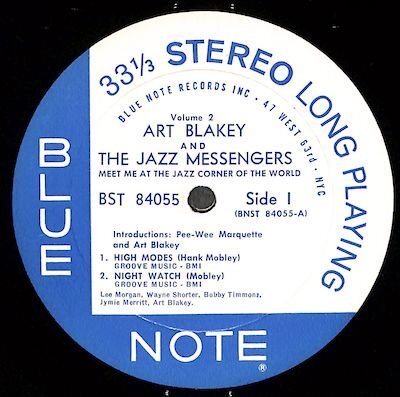 33 1/3 STEREO LONG PLAYING
BLUE NOTE RECORDS INC · 47 WEST 63rd · NYC
Volume 2
ART BLAKEY
AND
THE JAZZ MESSENGERS
MEET ME AT THE JAZZ CORNER OF THE WORLD
BST 84055 Side 1
(BNST 84055-A)
Introductions: Pee-Wee Marquette
and Art Blakey
1. HIGH MODES (Hank Mobley)
GROOVE MUSIC - BMI
2. NIGHT WATCH (Mobley)
GROOVE MUSIC - BMI
Lee Morgan, Wayne Shorter, Bobby Timmons,
Jymie Merritt, Art Blakey.
BLUE
NOTE
®